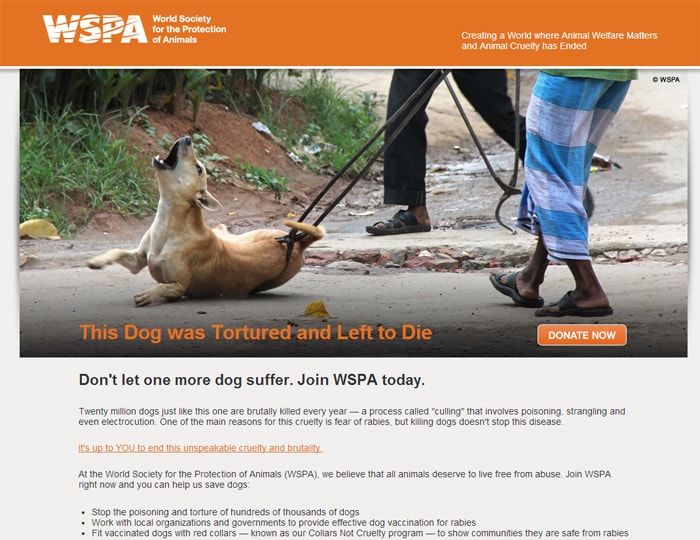 WSPA
World Society
for the Protection
of Animals
Creating a World where Animal Welfare Matters
and Animal Cruelty has Ended
© WSPA
This Dog was Tortured and Left to Die
DONATE NOW
Don't let one more dog suffer. Join WSPA today.
Twenty million dogs just like this one are brutally killed every year — a process called "culling" that involves poisoning, strangling and
even electrocution. One of the main reasons for this cruelty is fear of rabies, but killing dogs doesn't stop this disease.
It's up to YOU to end this unspeakable cruelty and brutality.
At the World Society for the Protection of Animals (WSPA), we believe that all animals deserve to live free from abuse. Join WSPA
right now and you can help us save dogs:
• Stop the poisoning and torture of hundreds of thousands of dogs
• Work with local organizations and governments to provide effective dog vaccination for rabies
• Fit vaccinated dogs with red collars — known as our Collars Not Cruelty program — to show communities they are safe from rabies